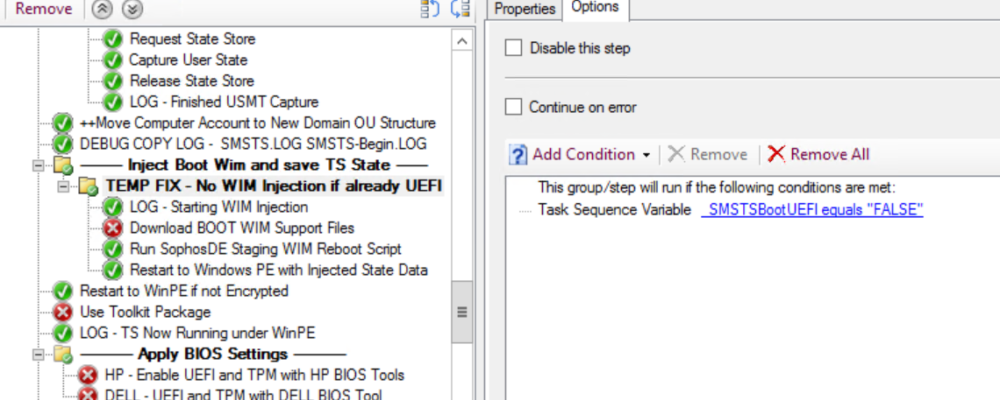 Remove
Request State Store
Capture User State
Release State Store
LOG - Finished USMT Capture
++Move Computer Account to New Domain OU Structure
DEBUG COPY LOG - SMSTS.LOG SMSTS-Begin.LOG
——— Inject Boot Wim and save TS State ——
TEMP FIX - No WIM Injection if already UEFI
LOG - Starting WIM Injection
Download BOOT WIM Support Files
Run SophosDE Staging WIM Reboot Script
Restart to Windows PE with Injected State Data
Restart to WinPE if not Encrypted
Use Toolkit Package
LOG - TS Now Running under WinPE
———— Apply BIOS Settings ————
HP - Enable UEFI and TPM with HP BIOS Tools
DELL - UEFI and TPM with DELL BIOS Tool
Properties Options
Disable this step
Continue on error
Add Condition Remove Remove All
This group/step will run if the following conditions are met:
Task Sequence Variable _SMSTSBootUEFI equals "FALSE"